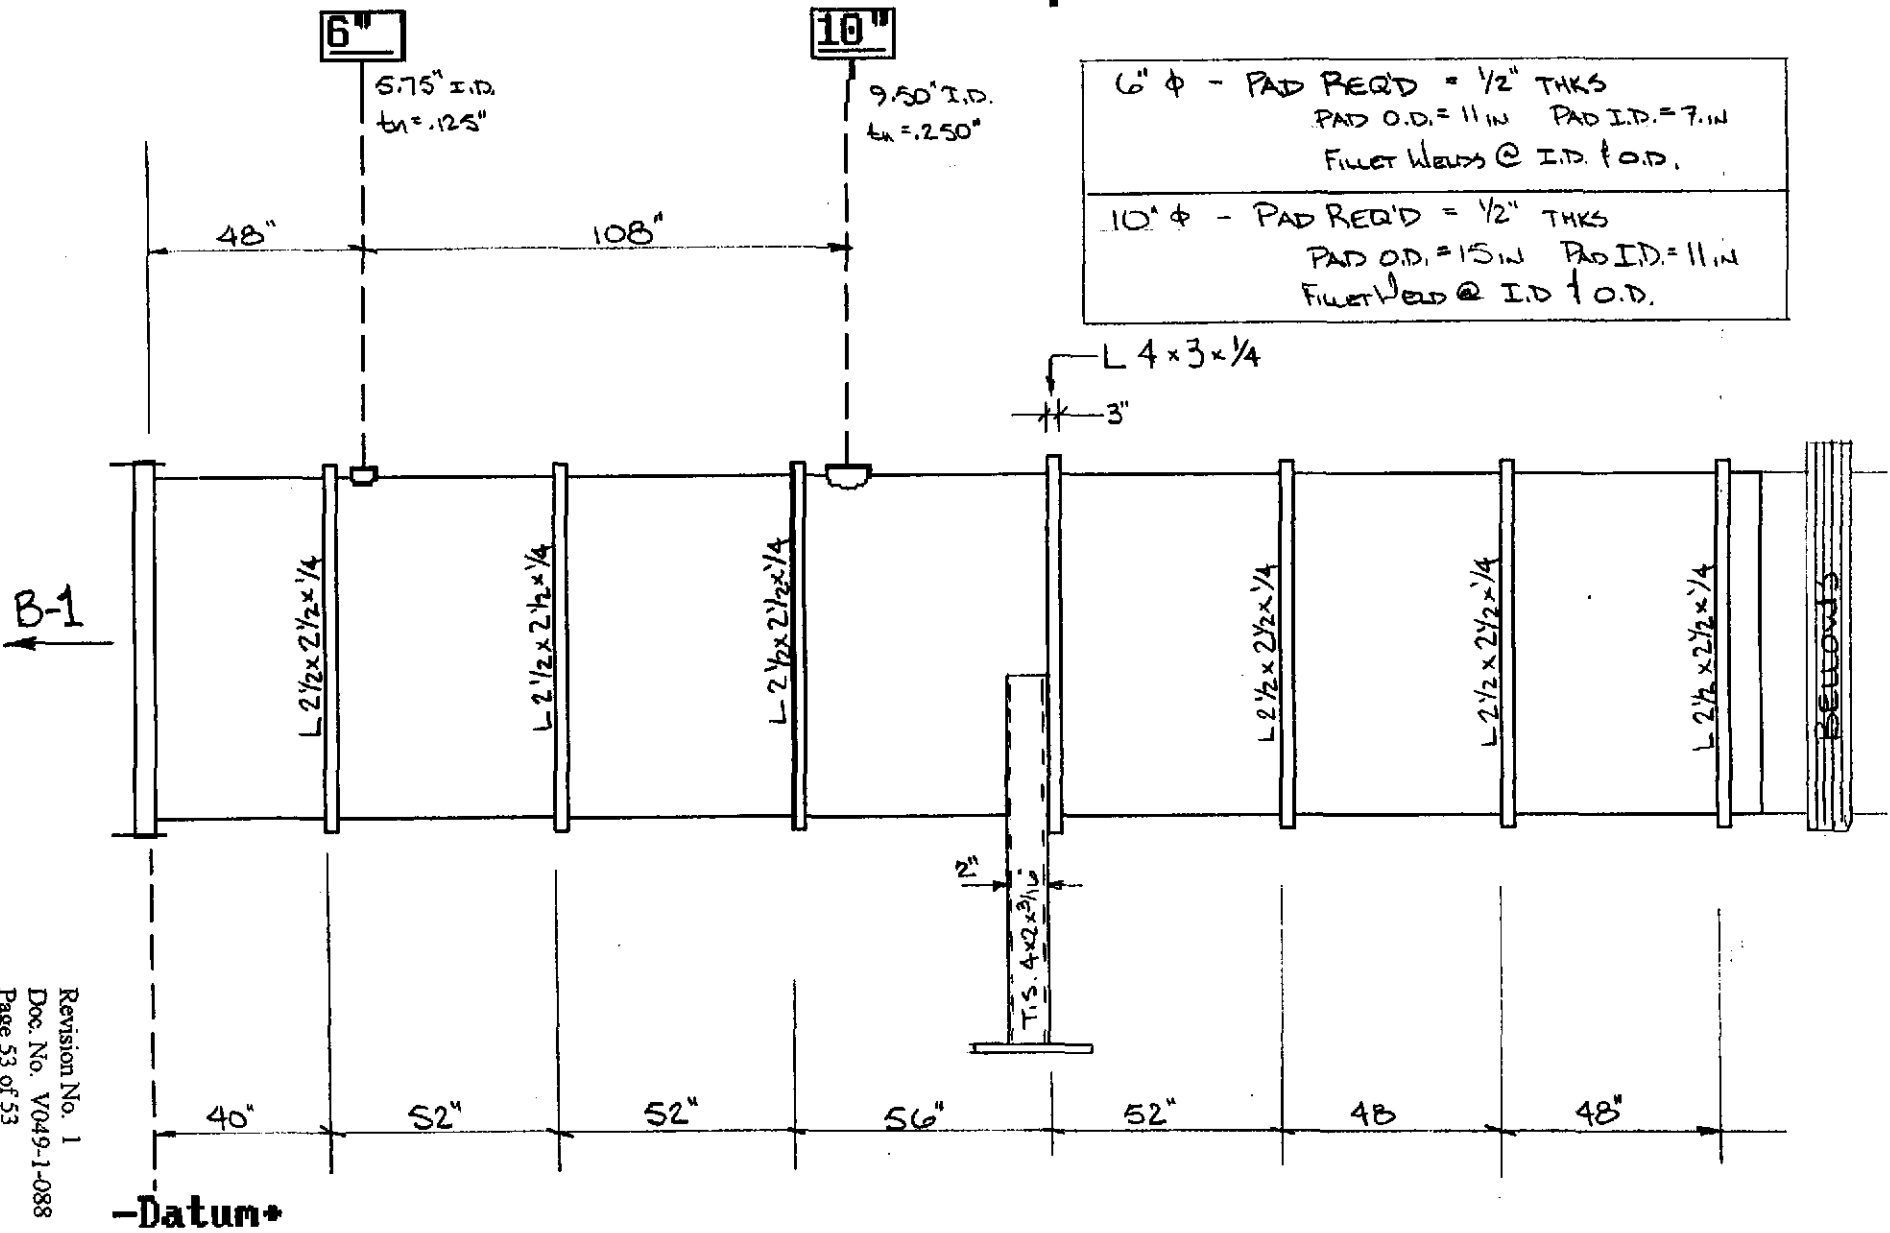 6"
10"
5.75" I.D.
tn = .125"
9.50" I.D.
tn = .250"
6" ϕ - PAD REQ'D = 1/2" THKS
PAD O.D. = 11 IN PAD I.D. = 7. IN
FILLET WELDS @ I.D. & O.D.
10" ϕ - PAD REQ'D = 1/2" THKS
PAD O.D. = 15 IN PAD I.D. = 11 IN
FILLET WELD @ I.D & O.D.
48"
108"
L 4 x 3 x 1/4
3"
B-1
L 2 1/2 x 2 1/2 x 1/4
L 2 1/2 x 2 1/2 x 1/4
L 2 1/2 x 2 1/2 x 1/4
L 2 1/2 x 2 1/2 x 1/4
L 2 1/2 x 2 1/2 x 1/4
L 2 1/2 x 2 1/2 x 1/4
BELLOWS
2"
T.S. 4x2x3/16
40"
52"
52"
56"
52"
48
48"
-Datum+
Revision No. 1
Doc. No. V049-1-088
Page 53 of 53